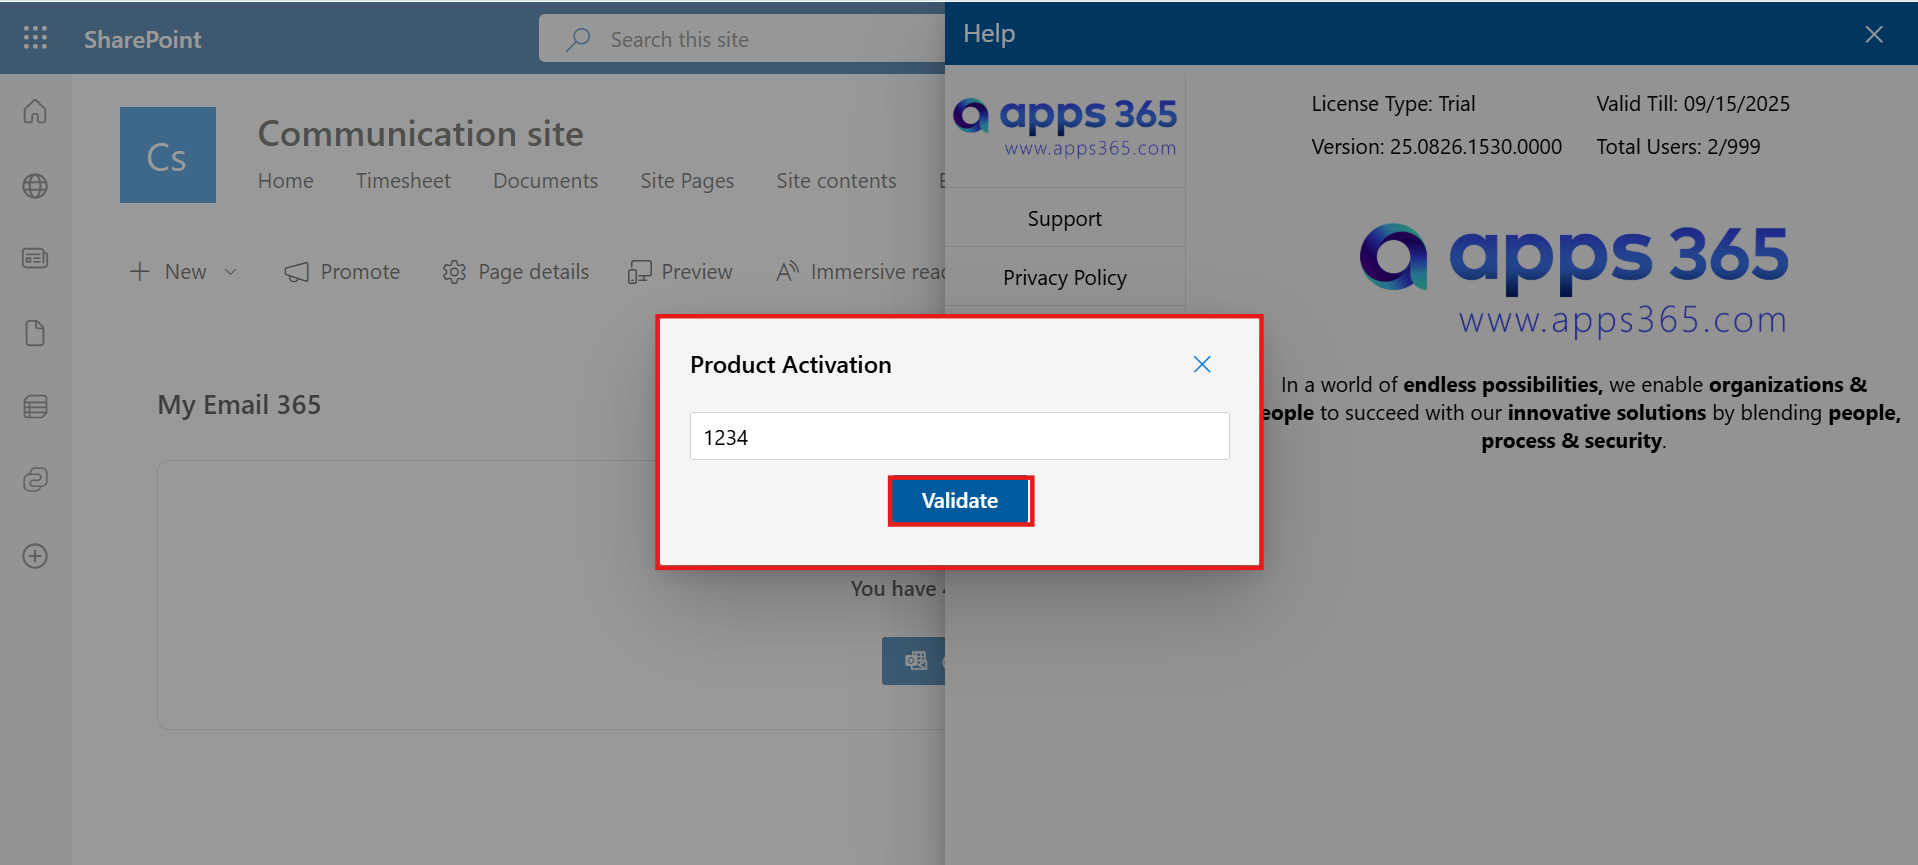 SharePoint
Search this site
Help
Cs
Communication site
Home Timesheet Documents Site Pages Site contents
New Promote Page details Preview Immersive
My Email 365
You have
apps 365
www.apps365.com
Support
Privacy Policy
License Type: Trial Valid Till: 09/15/2025
Version: 25.0826.1530.0000 Total Users: 2/999
apps 365
www.apps365.com
In a world of endless possibilities, we enable organizations &
eople to succeed with our innovative solutions by blending people,
process & security.
Product Activation
1234
Validate